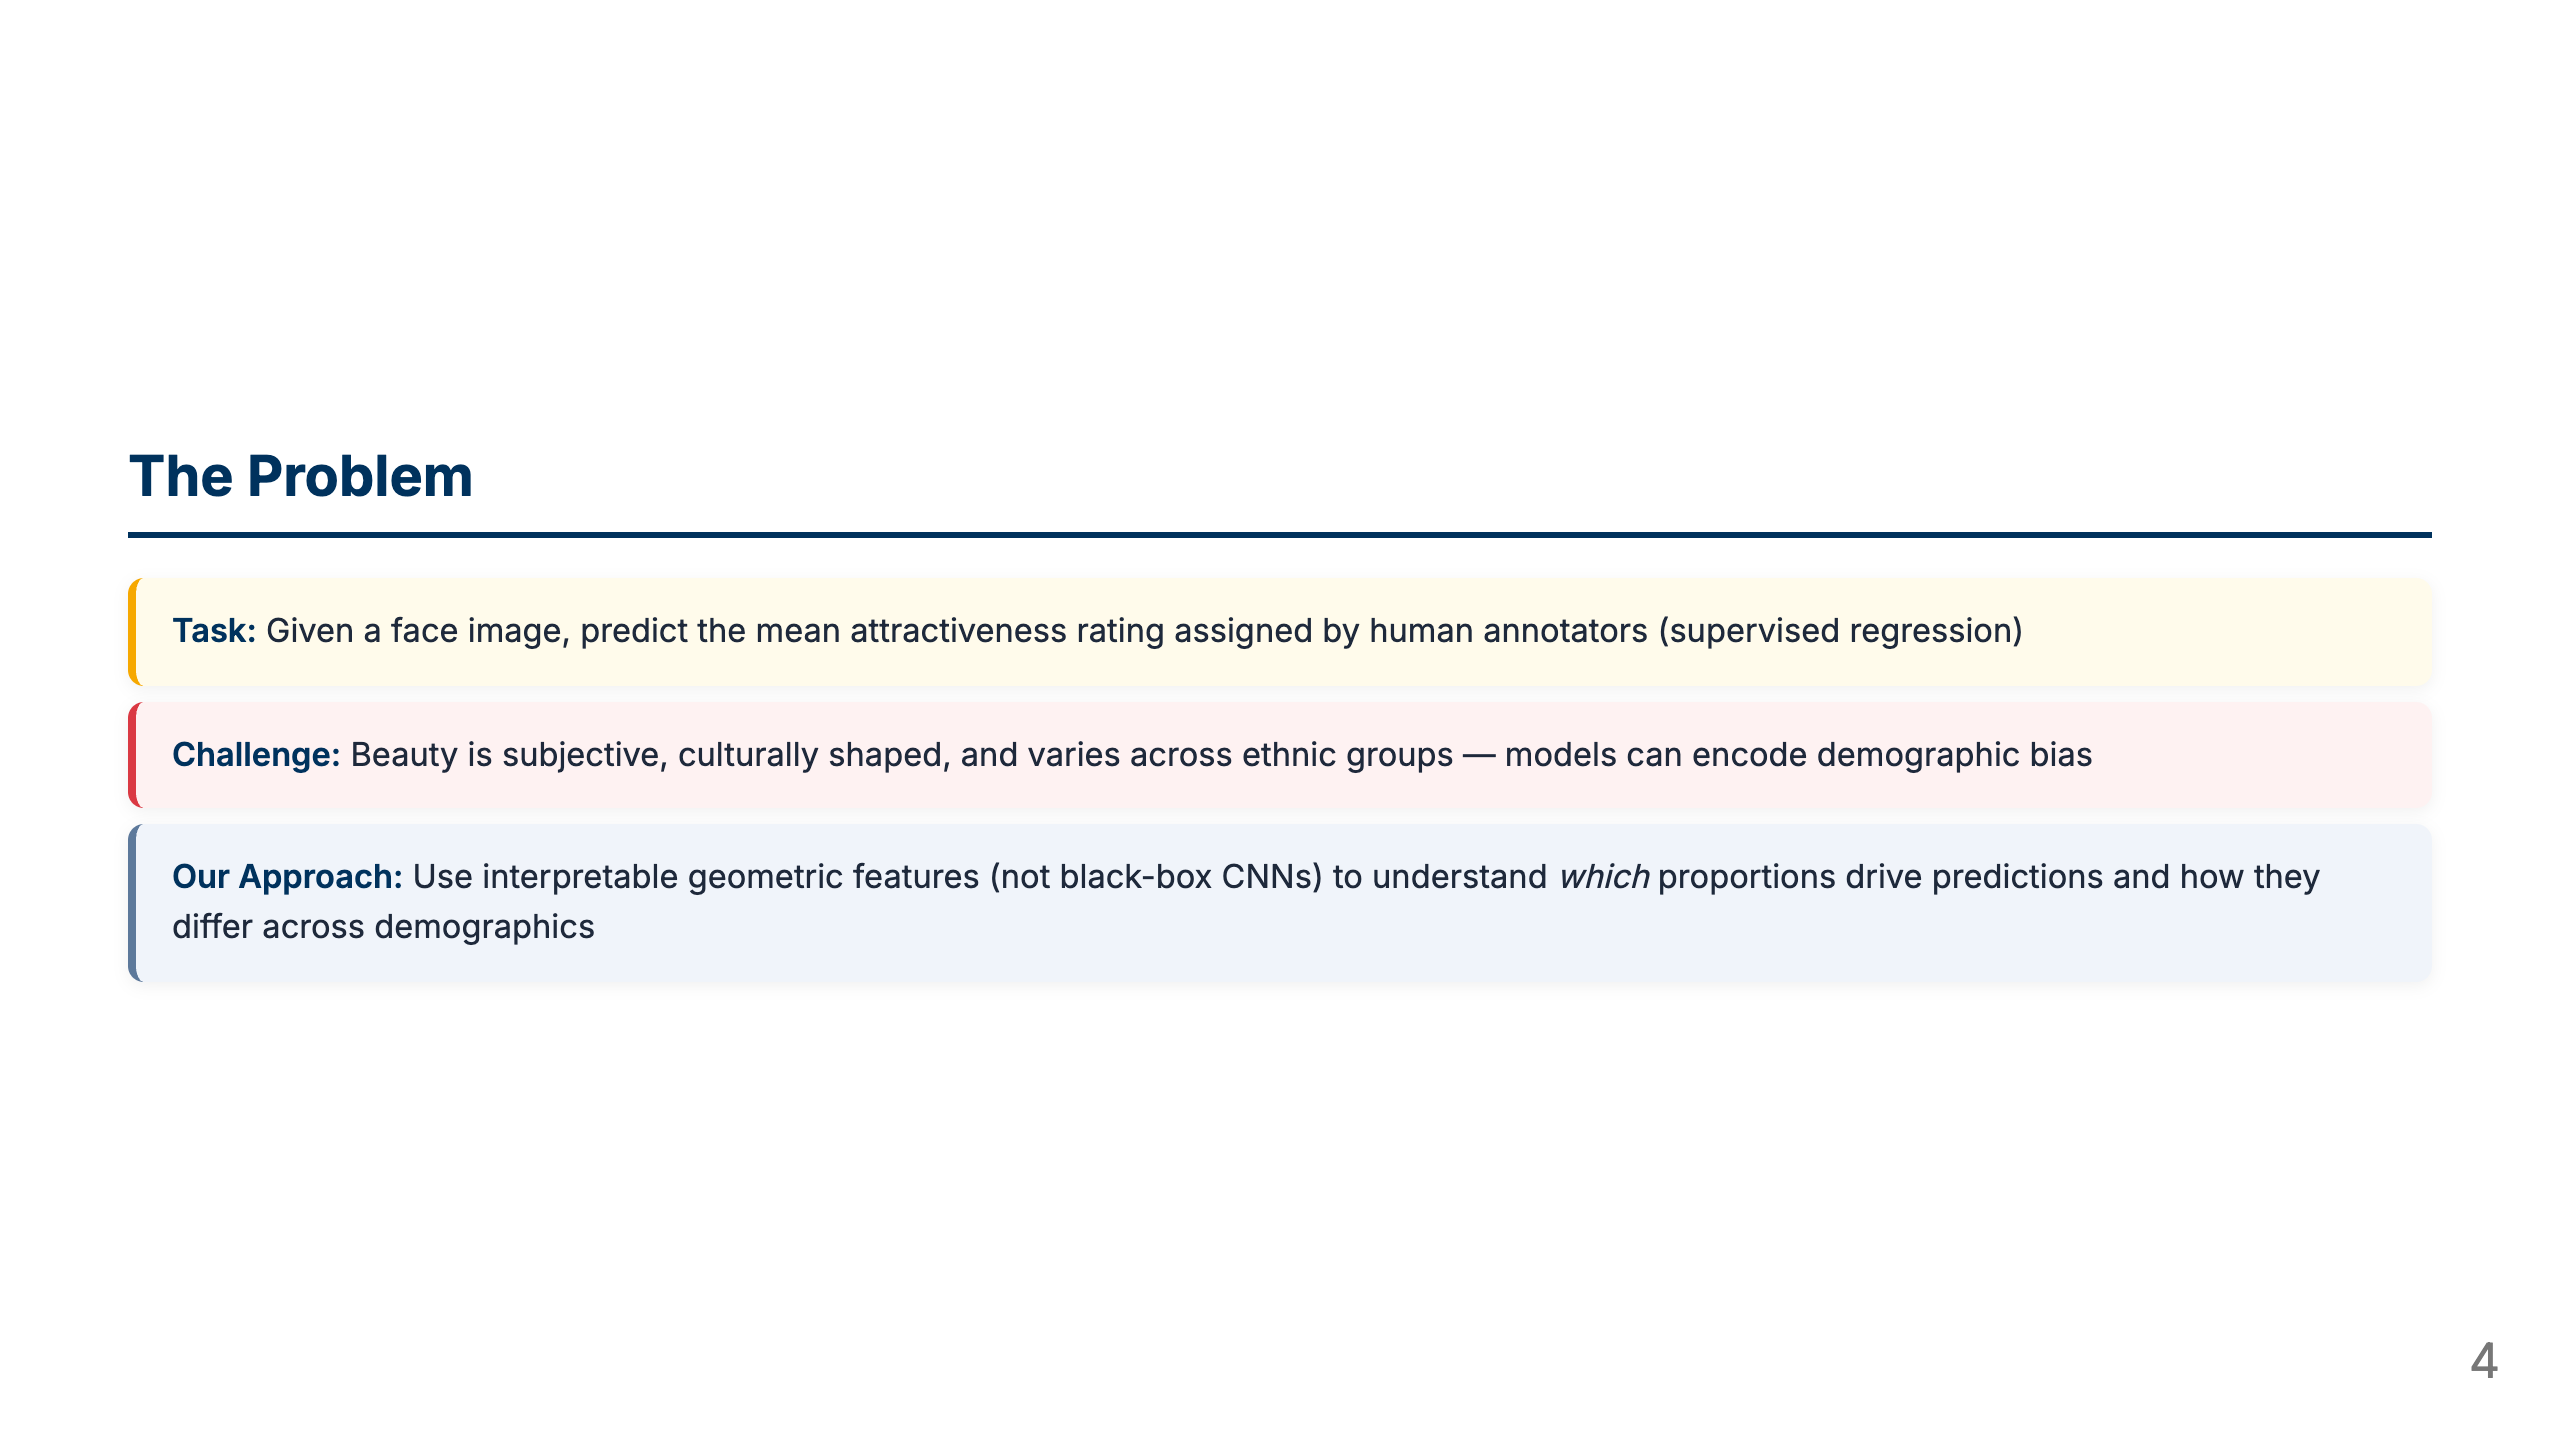 The Problem
Task: Given a face image, predict the mean attractiveness rating assigned by human annotators (supervised regression)
Challenge: Beauty is subjective, culturally shaped, and varies across ethnic groups — models can encode demographic bias
Our Approach: Use interpretable geometric features (not black-box CNNs) to understand which proportions drive predictions and how they
differ across demographics
4